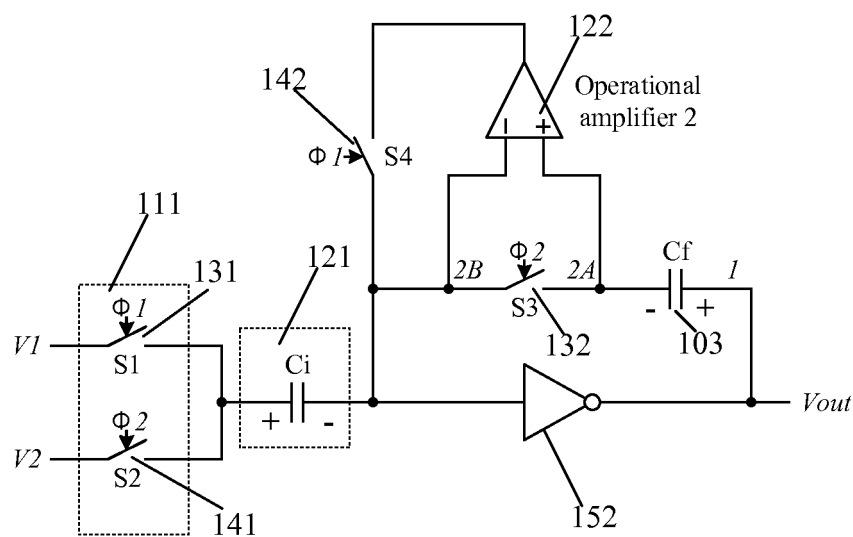 122
142
Operational
amplifier 2
- +
Φ 1
S4
111
131
121
2B
Φ 2
2A
Cf
1
S3
- +
132
103
Φ 1
V1
S1
Ci
+ -
Vout
Φ 2
V2
S2
141
152